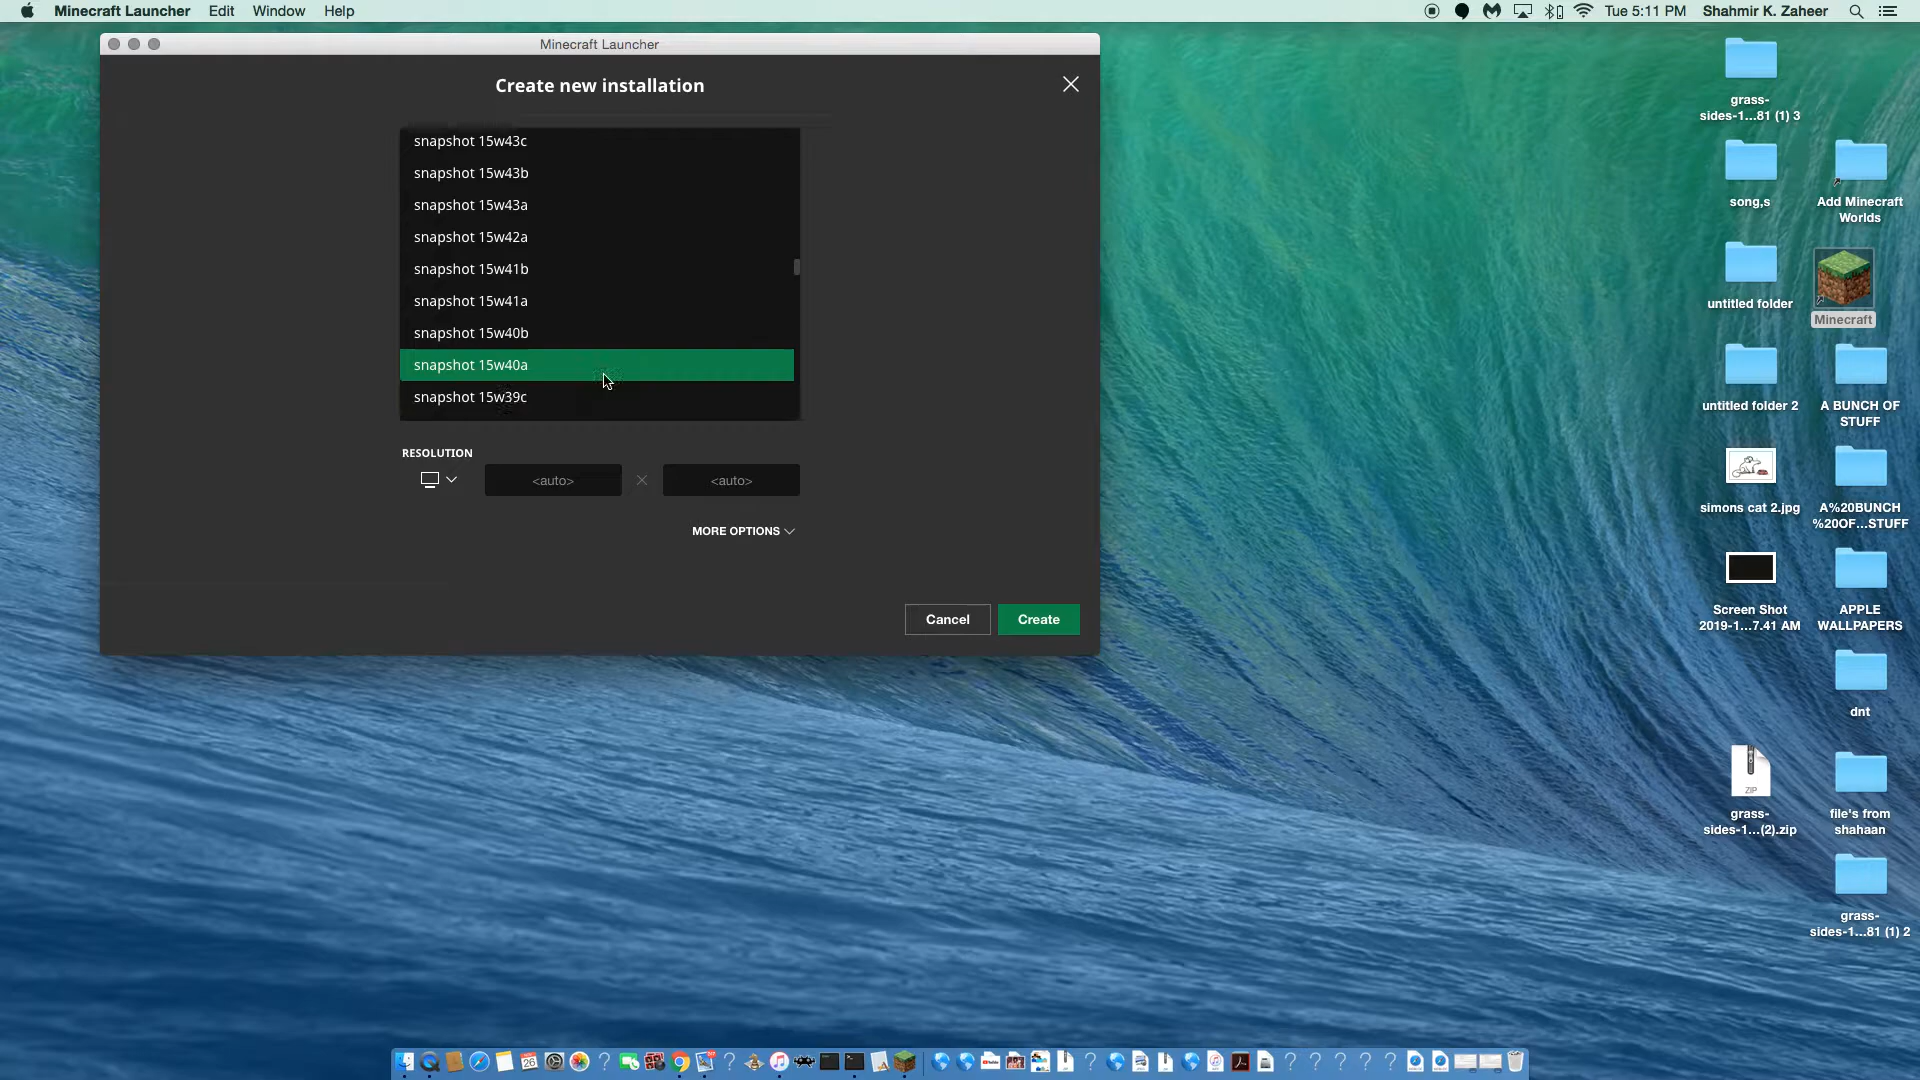 Minecraft Launcher Edit Window Help
Tue 5:11 PM Shahmir K. Zaheer
Minecraft Launcher
Create new installation
snapshot 15w43c
snapshot 15w43b
snapshot 15w43a
snapshot 15w42a
snapshot 15w41b
snapshot 15w41a
snapshot 15w40b
snapshot 15w40a
snapshot 15w39c
RESOLUTION
<auto> <auto>
MORE OPTIONS
Cancel Create
grass-
sides-1...81 (1) 3
song,s
Add Minecraft
Worlds
untitled folder
Minecraft
untitled folder 2
A BUNCH OF
STUFF
simons cat 2.jpg
A%20BUNCH
%20OF...STUFF
Screen Shot
2019-1...7.41 AM
APPLE
WALLPAPERS
dnt
ZIP
grass-
sides-1...(2).zip
file's from
shahaan
grass-
sides-1...81 (1) 2
26